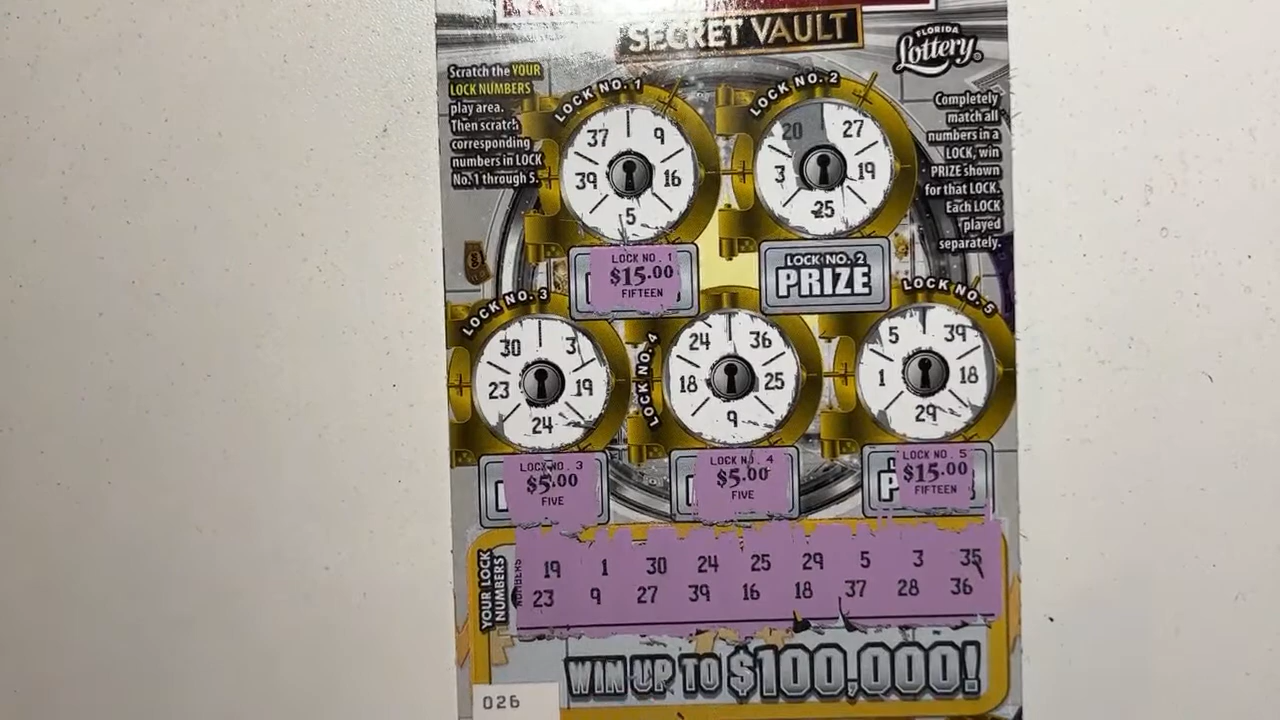 SECRET VAULT
FLORIDA
Lottery
Scratch the YOUR
LOCK NUMBERS
play area.
Then scratch
corresponding
numbers in LOCK
No. 1 through 5.
Completely
match all
numbers in a
LOCK, win
PRIZE shown
for that LOCK.
Each LOCK
played
separately.
LOCK NO. 1
37 9
39 16
5
LOCK NO. 1
$15.00
FIFTEEN
LOCK NO. 2
20 27
3 19
25
LOCK NO. 2
PRIZE
LOCK NO. 3
30 3
23 19
24
LOCK NO. 3
$5.00
FIVE
LOCK NO. 4
24 36
18 25
9
LOCK NO. 4
$5.00
FIVE
LOCK NO. 5
5 39
1 18
29
LOCK NO. 5
$15.00
FIFTEEN
YOUR LOCK
NUMBERS
19 1 30 24 25 29 5 3 35
23 9 27 39 16 18 37 28 36
WIN UP TO $100,000!
026